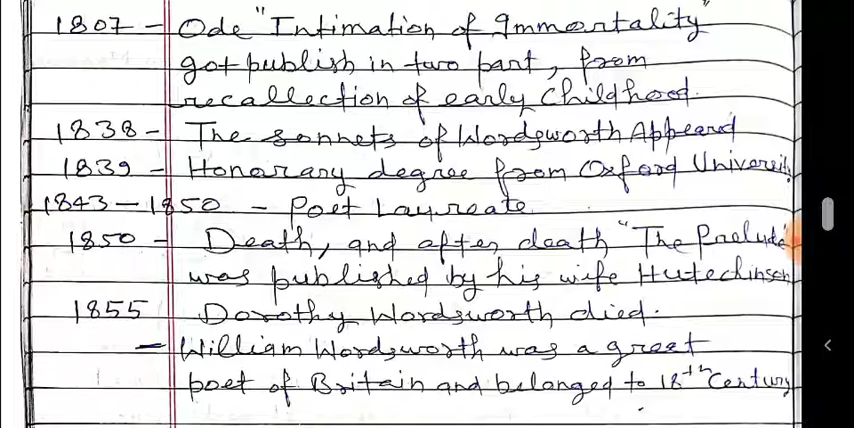 1807 - Ode "Intimation of Immortality"
got publish in two part, from
recallection of early childhood.
1838 - The sonnets of Wordsworth Appeard
1839 - Honorary degree from Oxford University
1843-1850 - Poet Laureate
1850 - Death, and after death "The Prelude
was published by his wife Hutechinson
1855 Dorothy Wordsworth died.
- William Wordsworth was a great
poet of Britain and belonged to 18th Century